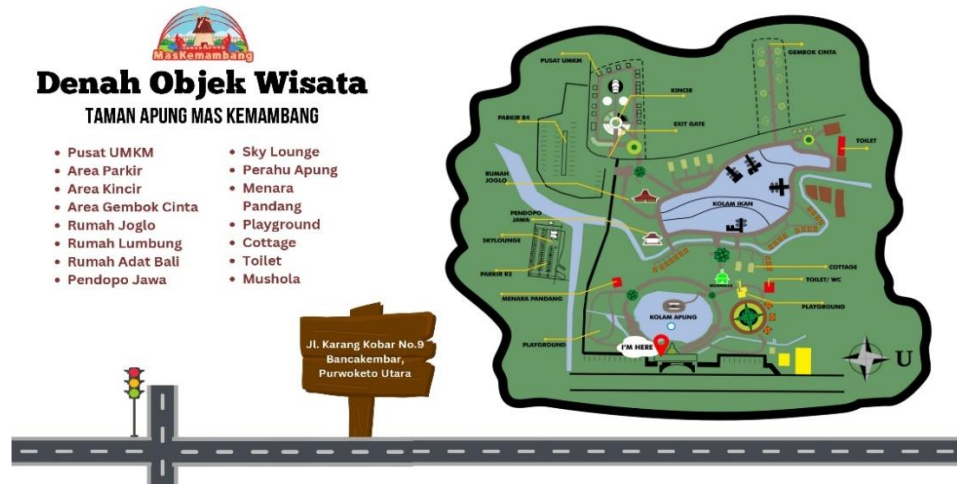 TAMAN APUNG
MasKemambang
Denah Objek Wisata
TAMAN APUNG MAS KEMAMBANG
Pusat UMKM
Area Parkir
Area Kincir
Area Gembok Cinta
Rumah Joglo
Rumah Lumbung
Rumah Adat Bali
Pendopo Jawa
Sky Lounge
Perahu Apung
Menara
Pandang
Playground
Cottage
Toilet
Mushola
Jl. Karang Kobar No.9
Bancakembar,
Purwoketo Utara
PUSAT UMKM
GEMBOK CINTA
KINCIR
PARKIR R4
EXIT GATE
TOILET
RUMAH
JOGLO
KOLAM IKAN
PENDOPO
JAWA
SKYLOUNGE
PARKIR R2
COTTAGE
MUSHOLLA
TOILET/ WC
MENARA PANDANG
PLAYGROUND
KOLAM APUNG
PLAYGROUND
I'M HERE
U